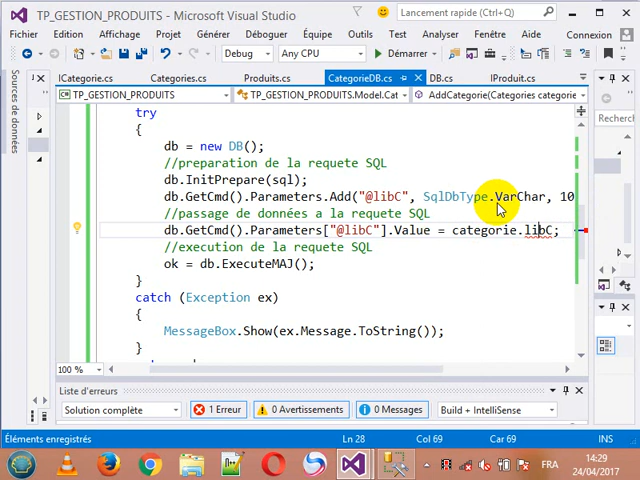 TP_GESTION_PRODUITS - Microsoft Visual Studio
Lancement rapide (Ctrl+Q)
Fichier Edition Affichage Projet Générer Déboguer Équipe Outils Test Analyser Fenêtre Aide Connexion
Debug Any CPU Démarrer
Sources de données
ICategorie.cs Categories.cs Produits.cs CategorieDB.cs DB.cs IProduit.cs
TP_GESTION_PRODUITS TP_GESTION_PRODUITS.Model.Cat AddCategorie(Categories categorie
Recherch
try
{
db = new DB();
//preparation de la requete SQL
db.InitPrepare(sql);
db.GetCmd().Parameters.Add("@libC", SqlDbType.VarChar, 10
//passage de données a la requete SQL
db.GetCmd().Parameters["@libC"].Value = categorie.libC;
//execution de la requete SQL
ok = db.ExecuteMAJ();
}
catch (Exception ex)
{
MessageBox.Show(ex.Message.ToString());
}
100 %
Liste d'erreurs
Solution complète 1 Erreur 0 Avertissements 0 Messages Build + IntelliSense
Éléments enregistrés Ln 28 Col 69 Car 69 INS
FR 14:29
24/04/2017